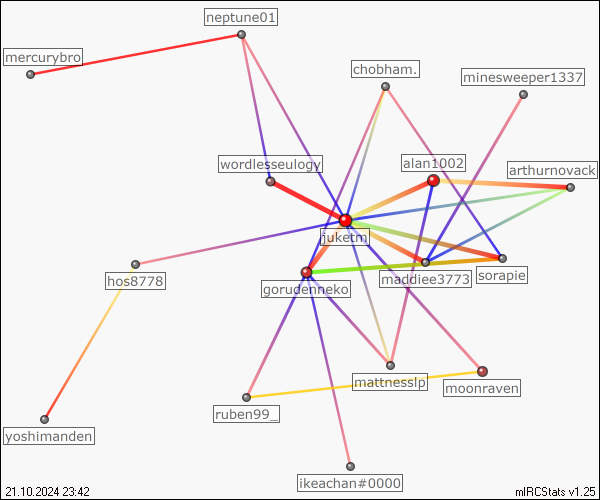 neptune01
mercurybro
chobham.
minesweeper1337
wordlesseulogy
alan1002
arthurnovack
juketm
hos8778
gorudenneko
maddiee3773
sorapie
mattnesslp
moonraven
ruben99_
yoshimanden
ikeachan#0000
21.10.2024 23:42
mIRCStats v1.25